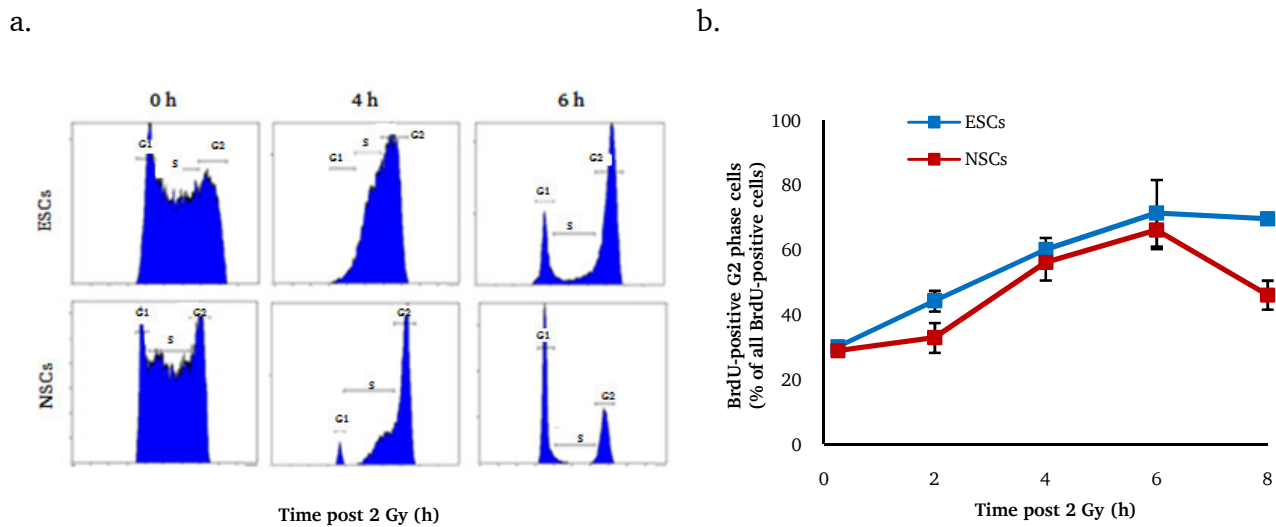 a.
b.
0 h
4 h
6 h
ESCs
G1
S
G2
G1
S
G2
G1
S
G2
NSCs
G1
S
G2
G1
S
G2
G1
S
G2
Time post 2 Gy (h)
ESCs
NSCs
BrdU-positive G2 phase cells
(% of all BrdU-positive cells)
100
80
60
40
20
0
0
2
4
6
8
Time post 2 Gy (h)